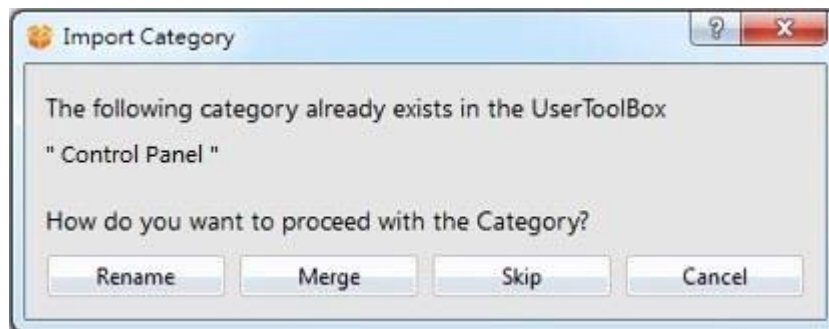 Import Category
The following category already exists in the UserToolBox
" Control Panel "
How do you want to proceed with the Category?
Rename Merge Skip Cancel